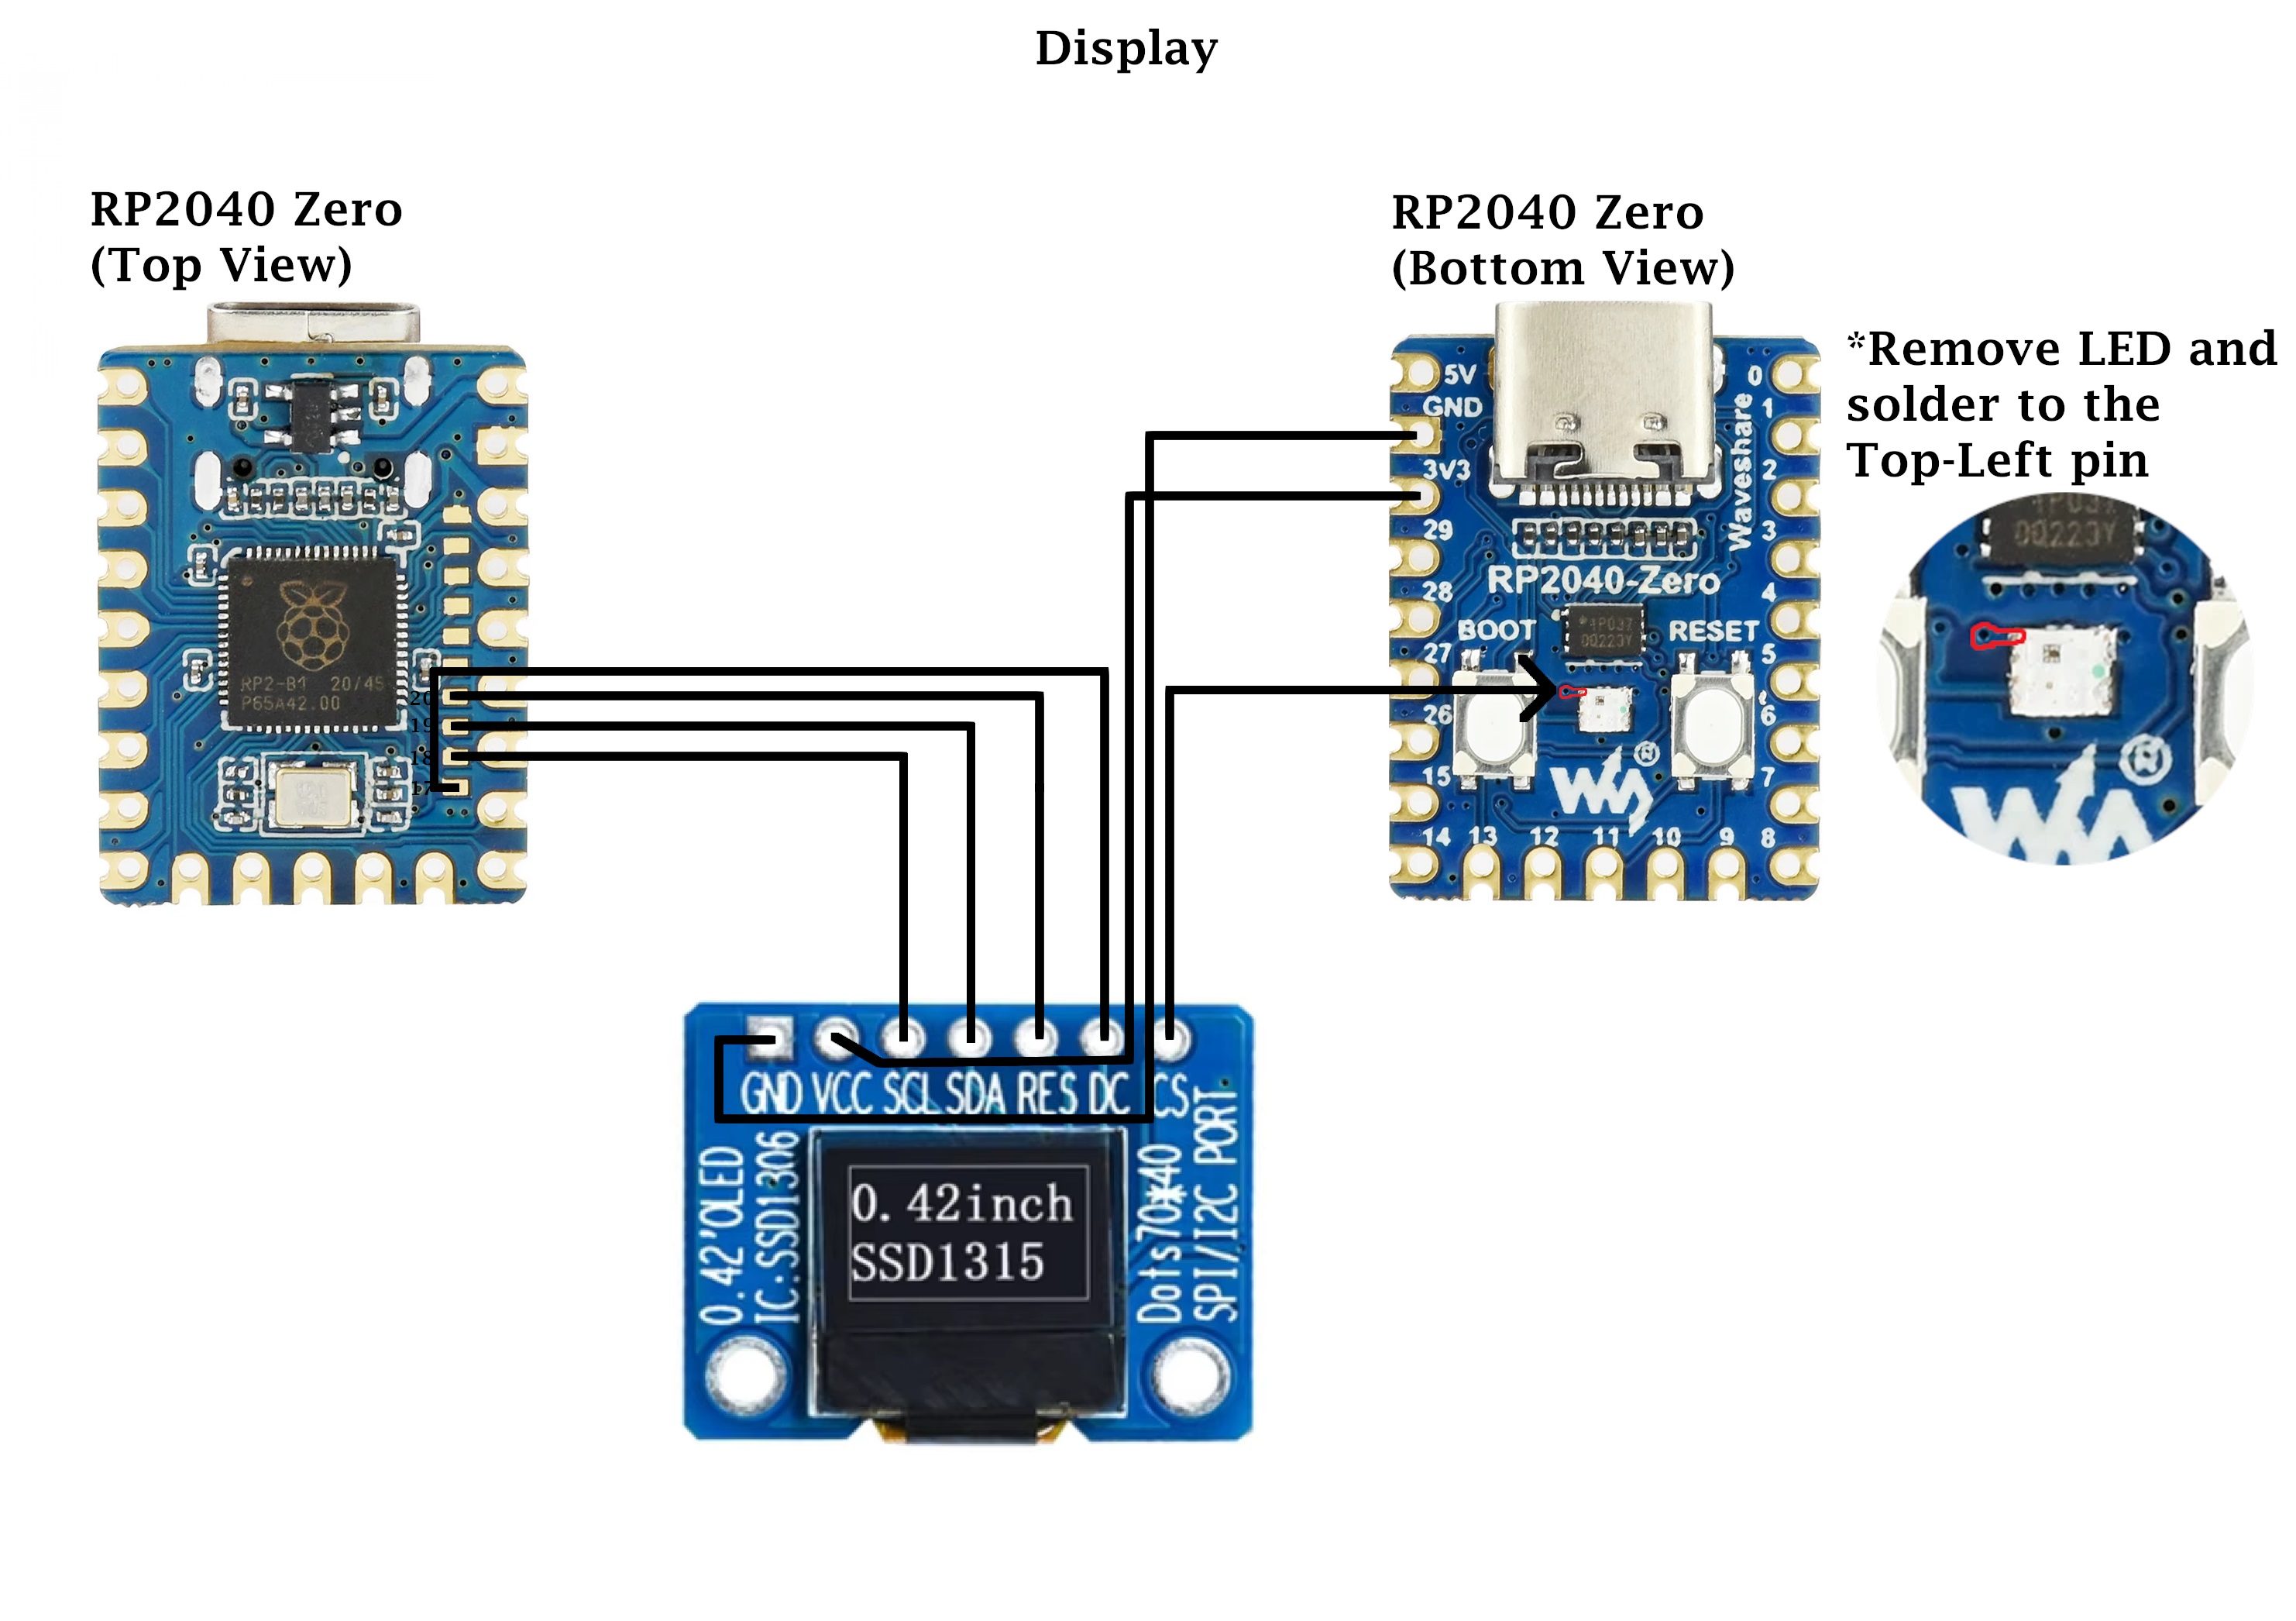 Display
RP2040 Zero
(Top View)
RP2-B1 20/45
P65A42.00
20
19
18
17
RP2040 Zero
(Bottom View)
5V
GND
3V3
29
28
27
26
15
14
13
12
11
10
9
8
0
1
2
3
4
5
6
7
Waveshare
RP2040-Zero
BOOT
RESET
00223Y
*Remove LED and
solder to the
Top-Left pin
00223Y
GND VCC SCL SDA RES DC CS
0.42'OLED
IC:SSD1306
0.42inch
SSD1315
Dots70*40
SPI/I2C PORT